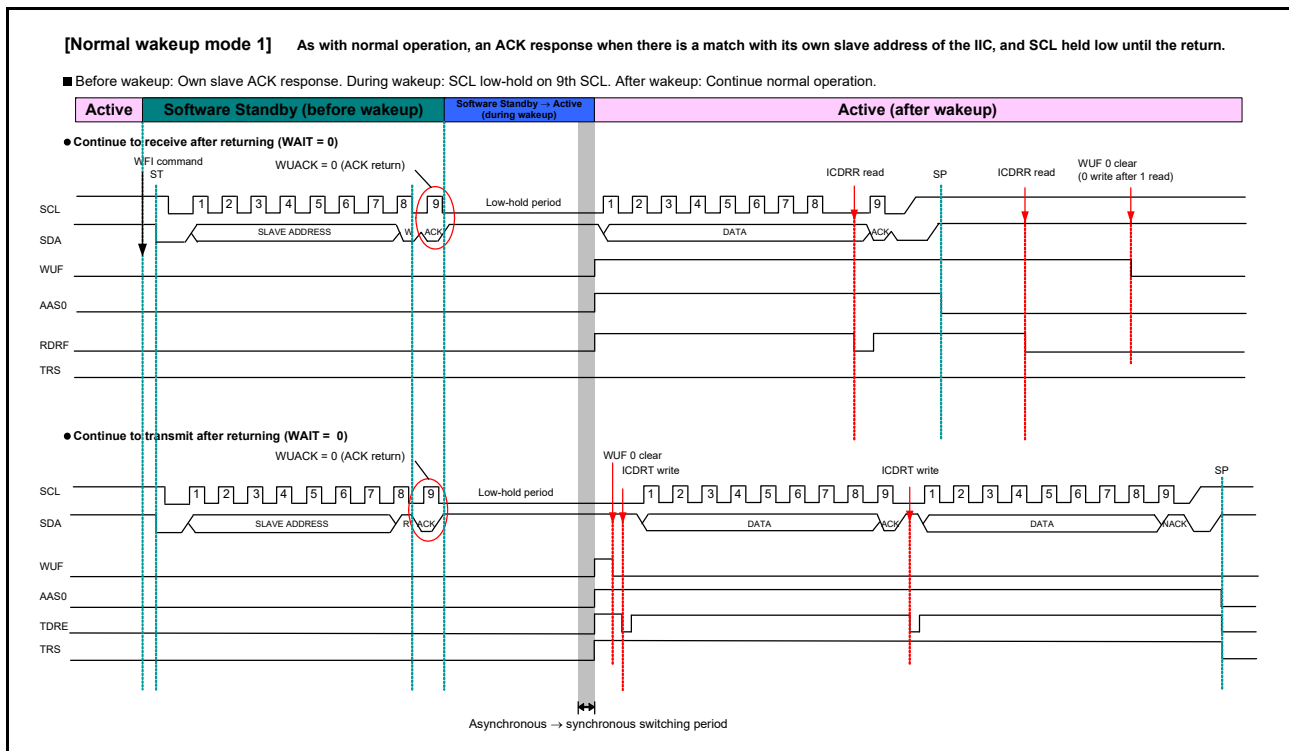 [Normal wakeup mode 1] As with normal operation, an ACK response when there is a match with its own slave address of the IIC, and SCL held low until the return.
■ Before wakeup: Own slave ACK response. During wakeup: SCL low-hold on 9th SCL. After wakeup: Continue normal operation.
Active Software Standby (before wakeup) Software Standby → Active (during wakeup) Active (after wakeup)
● Continue to receive after returning (WAIT = 0)
WFI command
ST
WUACK = 0 (ACK return)
ICDRR read
SP
ICDRR read
WUF 0 clear
(0 write after 1 read)
SCL 1 2 3 4 5 6 7 8 9 Low-hold period 1 2 3 4 5 6 7 8 9
SDA SLAVE ADDRESS W ACK DATA ACK
WUF
AAS0
RDRF
TRS
● Continue to transmit after returning (WAIT = 0)
WUACK = 0 (ACK return)
WUF 0 clear
ICDRT write
ICDRT write
SP
SCL 1 2 3 4 5 6 7 8 9 Low-hold period 1 2 3 4 5 6 7 8 9 1 2 3 4 5 6 7 8 9
SDA SLAVE ADDRESS R ACK DATA ACK DATA NACK
WUF
AAS0
TDRE
TRS
Asynchronous → synchronous switching period